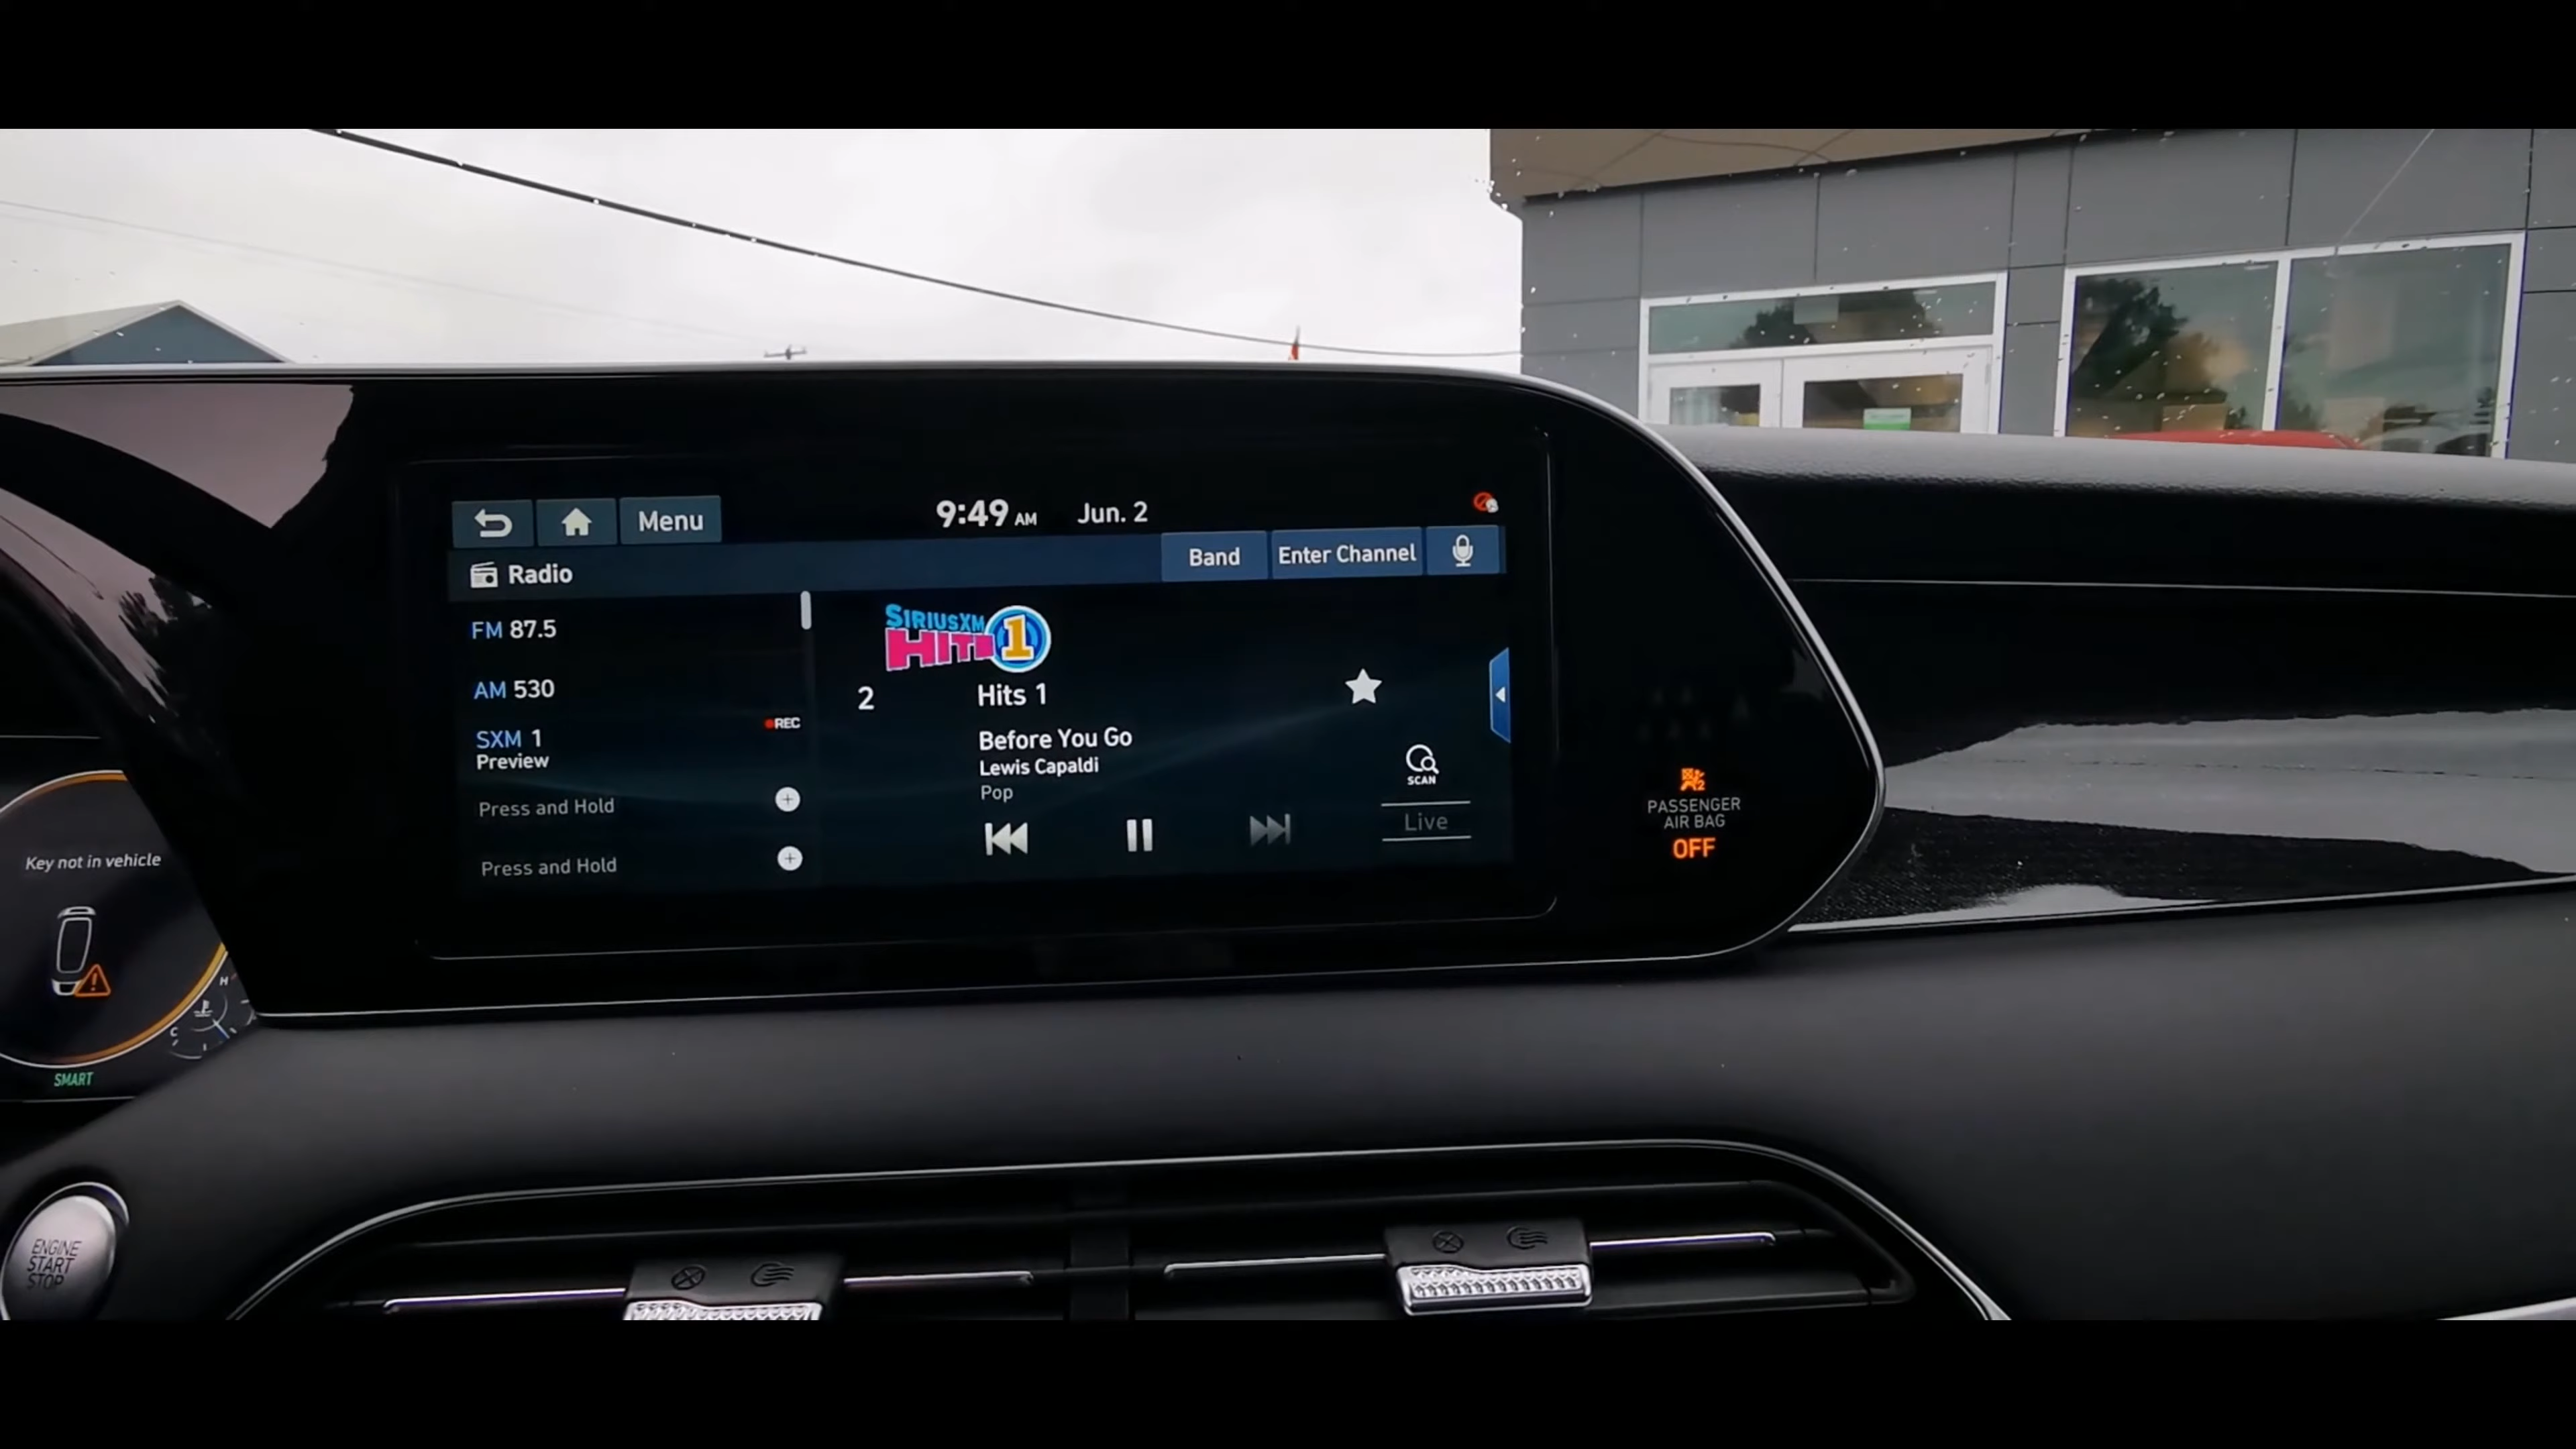 Menu
9:49 AM Jun. 2
Radio
Band
Enter Channel
FM 87.5
AM 530
REC
SXM 1
Preview
Press and Hold
Press and Hold
SIRIUSXM
HITS 1
2
Hits 1
Before You Go
Lewis Capaldi
Pop
SCAN
Live
PASSENGER
AIR BAG
OFF
Key not in vehicle
H
C
SMART
ENGINE
START
STOP